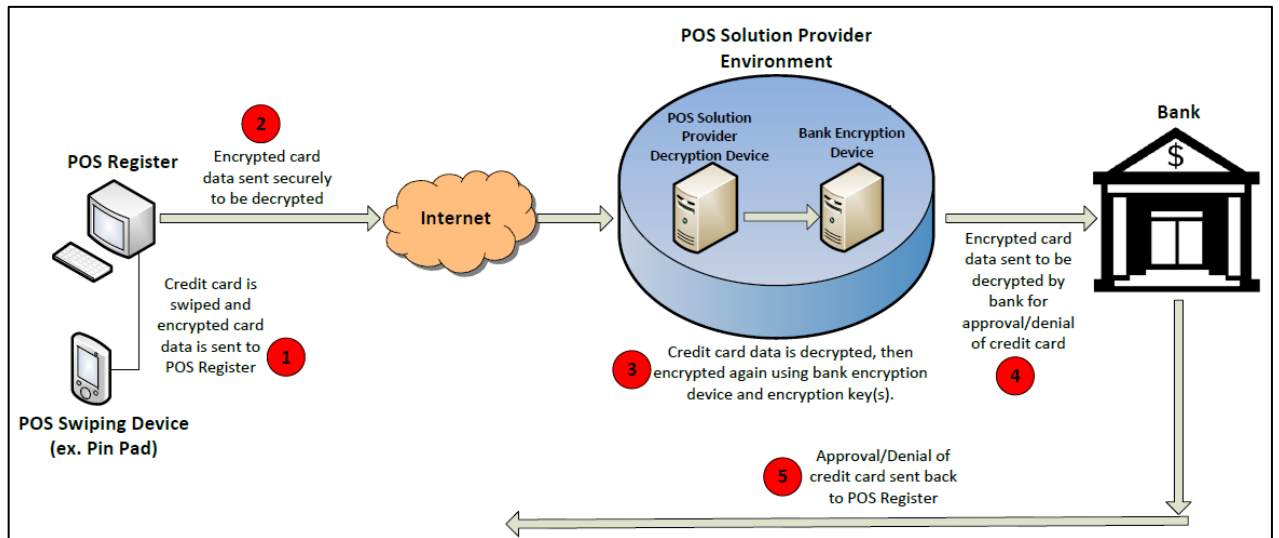 POS Solution Provider
Environment
POS Solution
Provider
Decryption Device
Bank Encryption
Device
Bank
$
2
Encrypted card
data sent securely
to be decrypted
POS Register
Internet
Credit card is
swiped and
encrypted card
data is sent to
POS Register
1
POS Swiping Device
(ex. Pin Pad)
3
Credit card data is decrypted, then
encrypted again using bank encryption
device and encryption key(s).
Encrypted card
data sent to be
decrypted by
bank for
approval/denial
of credit card
4
5
Approval/Denial of
credit card sent back
to POS Register